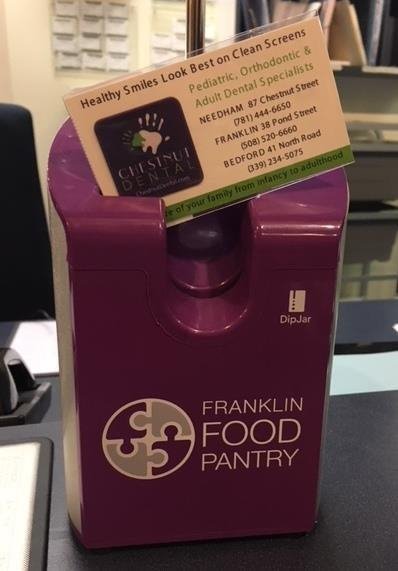 Healthy Smiles Look Best on Clean Screens
Pediatric, Orthodontic &
Adult Dental Specialists
NEEDHAM 87 Chestnut Street
(781) 444-6650
FRANKLIN 38 Pond Street
(508) 520-6660
BEDFORD 41 North Road
(339) 234-5075
CHESTNUT
DENTAL
ChestnutDental.com
e of your family from infancy to adulthood
DipJar
FRANKLIN
FOOD
PANTRY